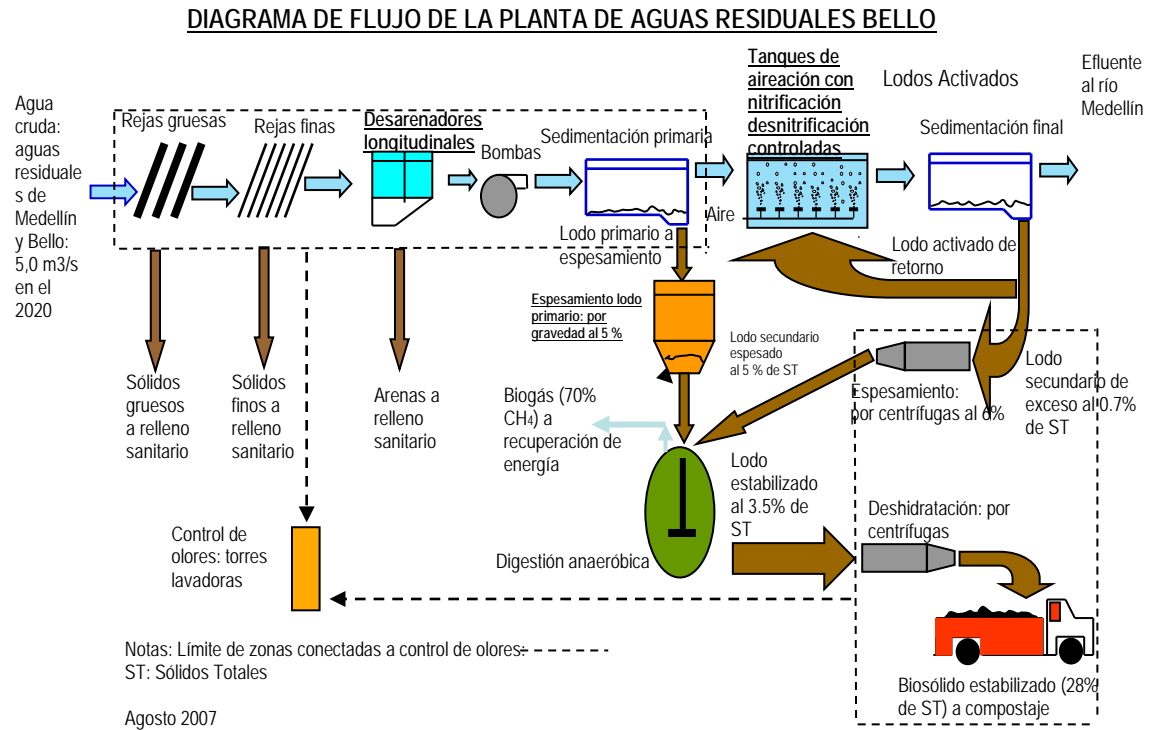 DIAGRAMA DE FLUJO DE LA PLANTA DE AGUAS RESIDUALES BELLO
Agua
cruda:
aguas
residuale
s de
Medellín
y Bello:
5,0 m3/s
en el
2020
Rejas gruesas
Rejas finas
Desarenadores
longitudinales
Bombas
Sedimentación primaria
Tanques de
aireación con
nitrificación
desnitrificación
controladas
Lodos Activados
Sedimentación final
Efluente
al río
Medellín
Aire
Lodo primario a
espesamiento
Lodo activado de
retorno
Espesamiento lodo
primario: por
gravedad al 5 %
Lodo secundario
espesado
al 5 % de ST
Espesamiento:
por centrífugas al 6%
Lodo
secundario de
exceso al 0.7%
de ST
Sólidos
gruesos
a relleno
sanitario
Sólidos
finos a
relleno
sanitario
Arenas a
relleno
sanitario
Biogás (70%
CH4) a
recuperación de
energía
Lodo
estabilizado
al 3.5% de
ST
Deshidratación: por
centrífugas
Control de
olores: torres
lavadoras
Digestión anaeróbica
Notas: Límite de zonas conectadas a control de olores:
ST: Sólidos Totales
Biosólido estabilizado (28%
de ST) a compostaje
Agosto 2007